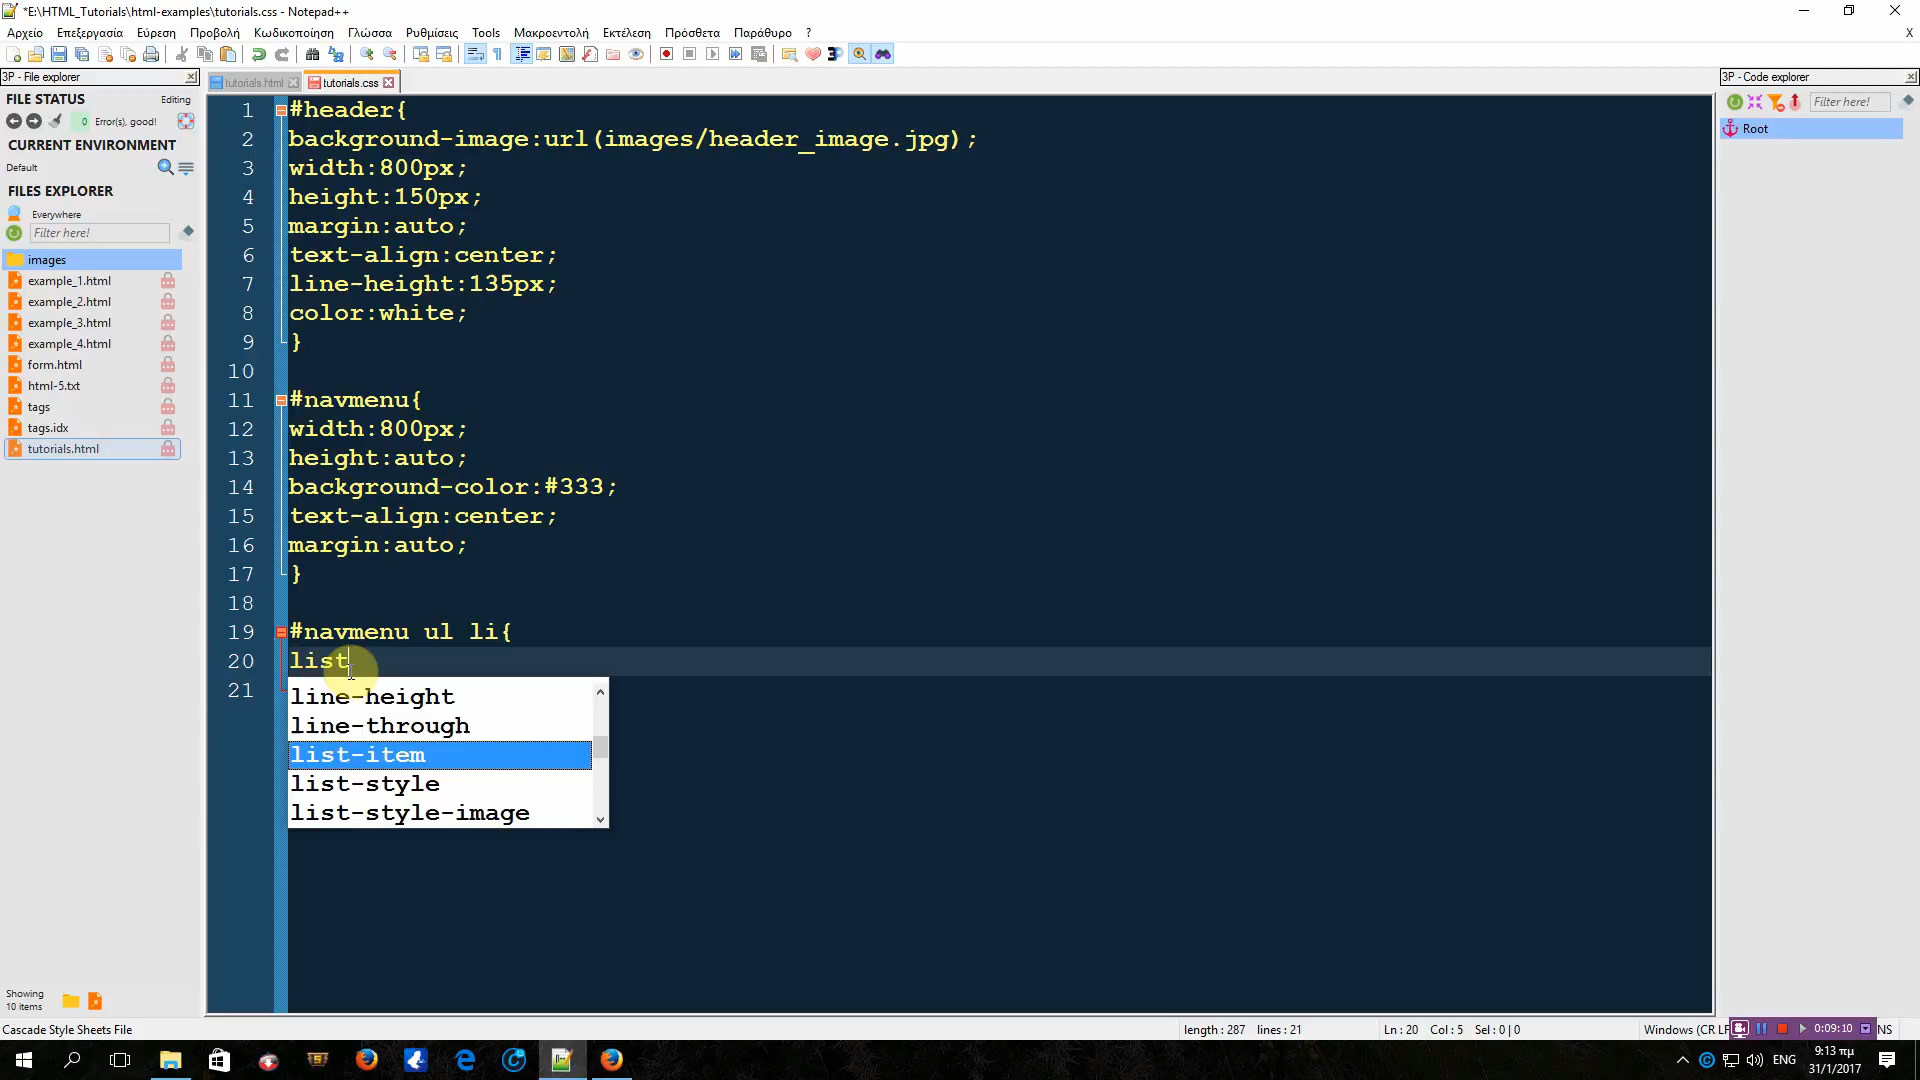 *E:\HTML_Tutorials\html-examples\tutorials.css - Notepad++
Αρχείο Επεξεργασία Εύρεση Προβολή Κωδικοποίηση Γλώσσα Ρυθμίσεις Tools Μακροεντολή Εκτέλεση Πρόσθετα Παράθυρο ? X
3P - File explorer
FILE STATUS Editing
0 Error(s), good!
CURRENT ENVIRONMENT
Default
FILES EXPLORER
Everywhere
Filter here!
images
example_1.html
example_2.html
example_3.html
example_4.html
form.html
html-5.txt
tags
tags.idx
tutorials.html
Showing
10 items
tutorials.html tutorials.css
1 #header{
2 background-image:url(images/header_image.jpg);
3 width:800px;
4 height:150px;
5 margin:auto;
6 text-align:center;
7 line-height:135px;
8 color:white;
9 }
10
11 #navmenu{
12 width:800px;
13 height:auto;
14 background-color:#333;
15 text-align:center;
16 margin:auto;
17 }
18
19 #navmenu ul li{
20 list
21
line-height
line-through
list-item
list-style
list-style-image
3P - Code explorer
Filter here!
Root
Cascade Style Sheets File length : 287 lines : 21 Ln : 20 Col : 5 Sel : 0 | 0 Windows (CR LF 0:09:10 NS
ENG 9:13 πμ
31/1/2017